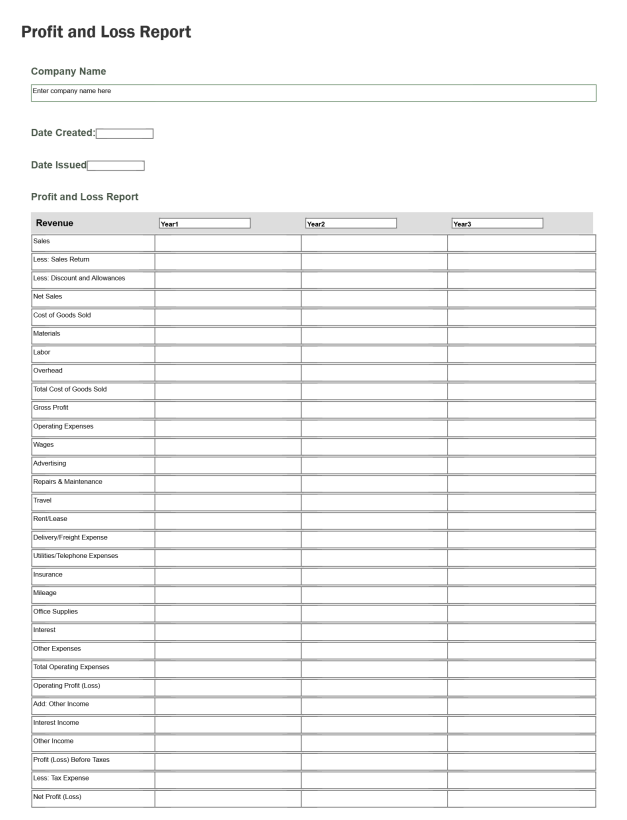 Profit and Loss Report
Company Name
Enter company name here
Date Created:
Date Issued
Profit and Loss Report
Revenue Year1 Year2 Year3
Sales
Less: Sales Return
Less: Discount and Allowances
Net Sales
Cost of Goods Sold
Materials
Labor
Overhead
Total Cost of Goods Sold
Gross Profit
Operating Expenses
Wages
Advertising
Repairs & Maintenance
Travel
Rent/Lease
Delivery/Freight Expense
Utilities/Telephone Expenses
Insurance
Mileage
Office Supplies
Interest
Other Expenses
Total Operating Expenses
Operating Profit (Loss)
Add: Other Income
Interest Income
Other Income
Profit (Loss) Before Taxes
Less: Tax Expense
Net Profit (Loss)